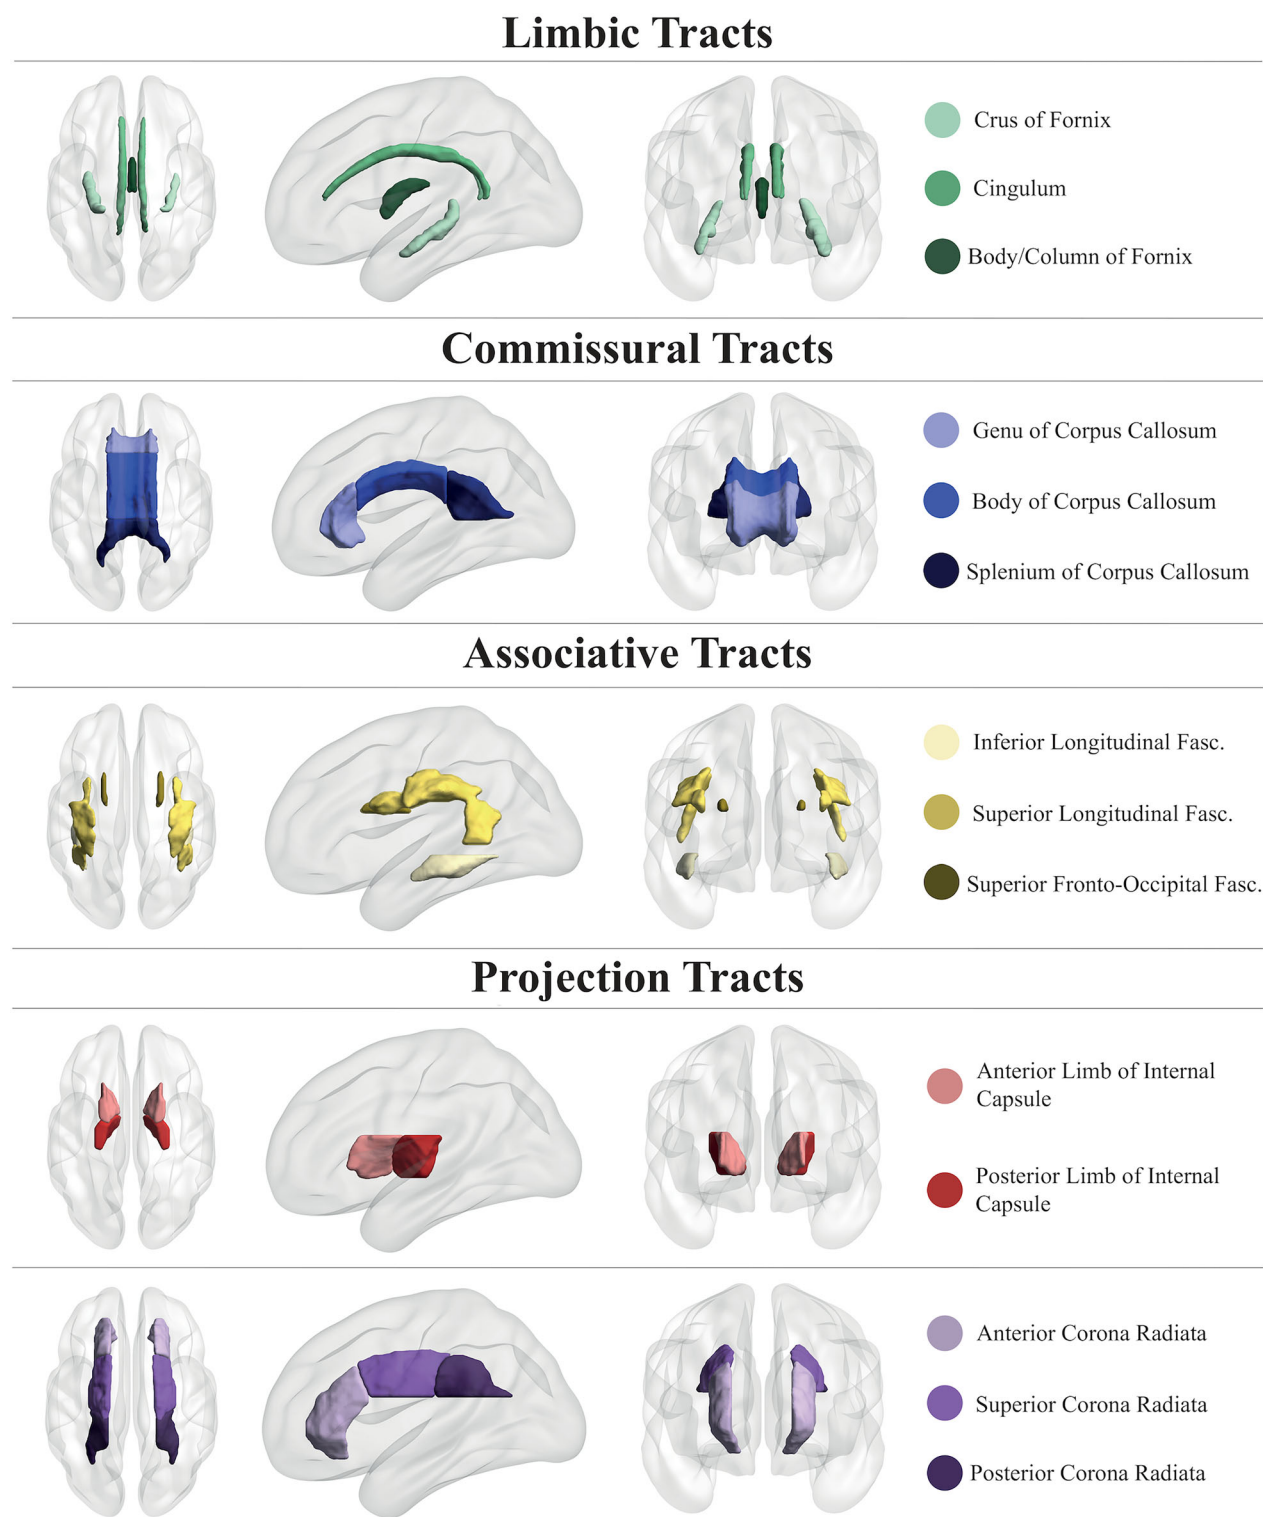 Limbic Tracts
Crus of Fornix
Cingulum
Body/Column of Fornix
Commissural Tracts
Genu of Corpus Callosum
Body of Corpus Callosum
Splenium of Corpus Callosum
Associative Tracts
Inferior Longitudinal Fasc.
Superior Longitudinal Fasc.
Superior Fronto-Occipital Fasc.
Projection Tracts
Anterior Limb of Internal
Capsule
Posterior Limb of Internal
Capsule
Anterior Corona Radiata
Superior Corona Radiata
Posterior Corona Radiata